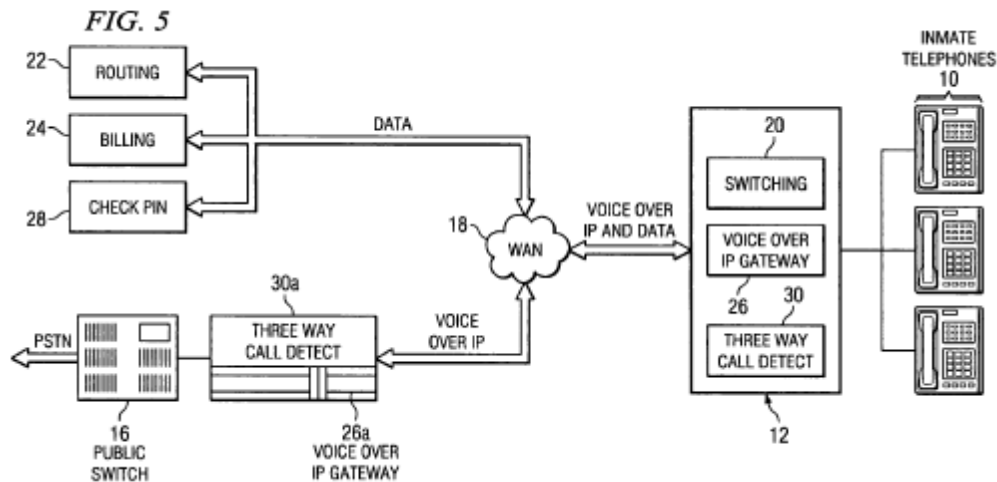 FIG. 5
22
ROUTING
24
BILLING
28
CHECK PIN
DATA
18
WAN
VOICE OVER
IP AND DATA
20
SWITCHING
VOICE OVER
IP GATEWAY
26
30
THREE WAY
CALL DETECT
12
INMATE
TELEPHONES
10
30a
THREE WAY
CALL DETECT
VOICE
OVER IP
PSTN
16
PUBLIC
SWITCH
26a
VOICE OVER
IP GATEWAY